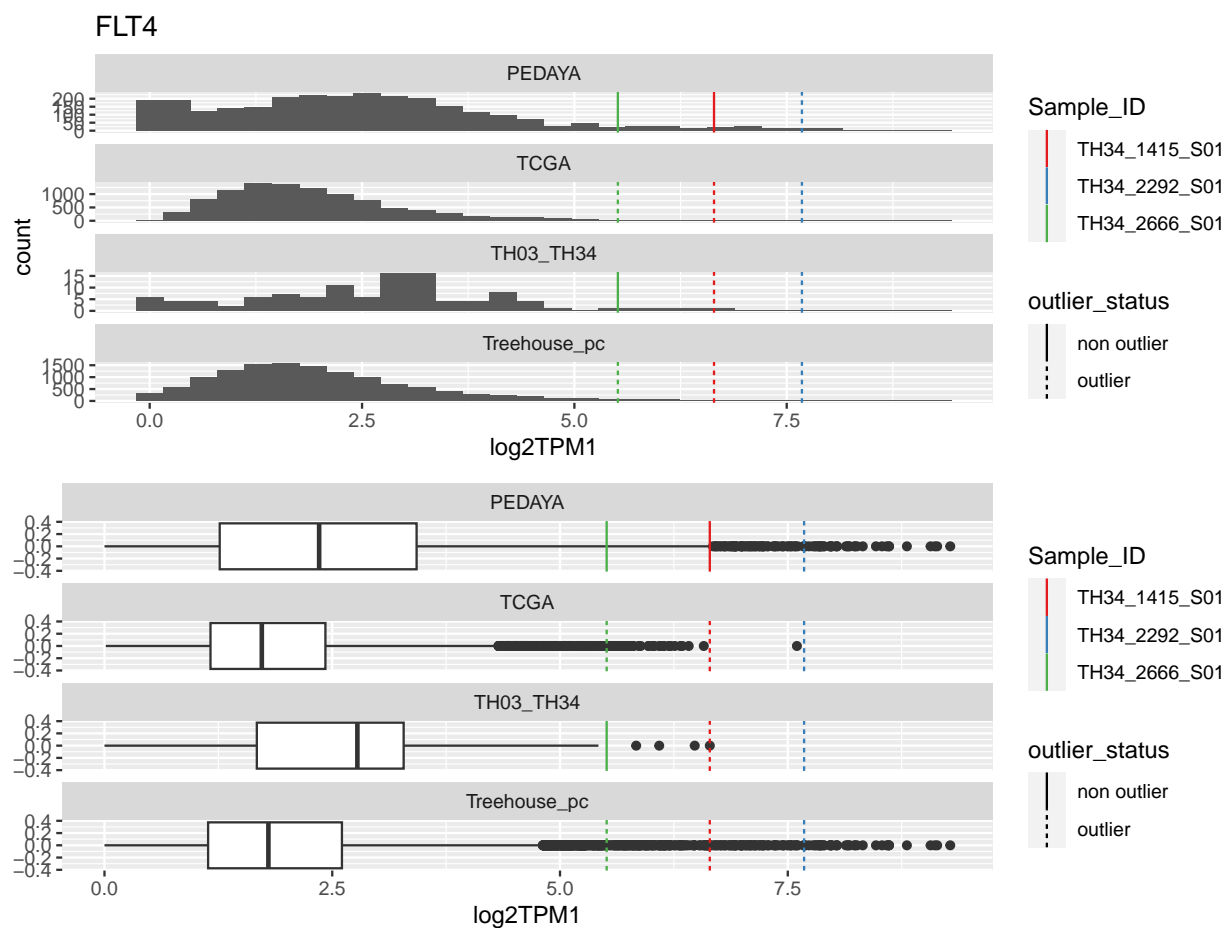 FLT4
PEDAYA
200
150
100
50
0
TCGA
1000
500
0
TH03_TH34
15
10
5
0
Treehouse_pc
1500
1000
500
0
count
0.0 2.5 5.0 7.5
log2TPM1
Sample_ID
TH34_1415_S01
TH34_2292_S01
TH34_2666_S01
outlier_status
non outlier
outlier
PEDAYA
0.4
0.2
0.0
−0.2
−0.4
TCGA
0.4
0.2
0.0
−0.2
−0.4
TH03_TH34
0.4
0.2
0.0
−0.2
−0.4
Treehouse_pc
0.4
0.2
0.0
−0.2
−0.4
0.0 2.5 5.0 7.5
log2TPM1
Sample_ID
TH34_1415_S01
TH34_2292_S01
TH34_2666_S01
outlier_status
non outlier
outlier